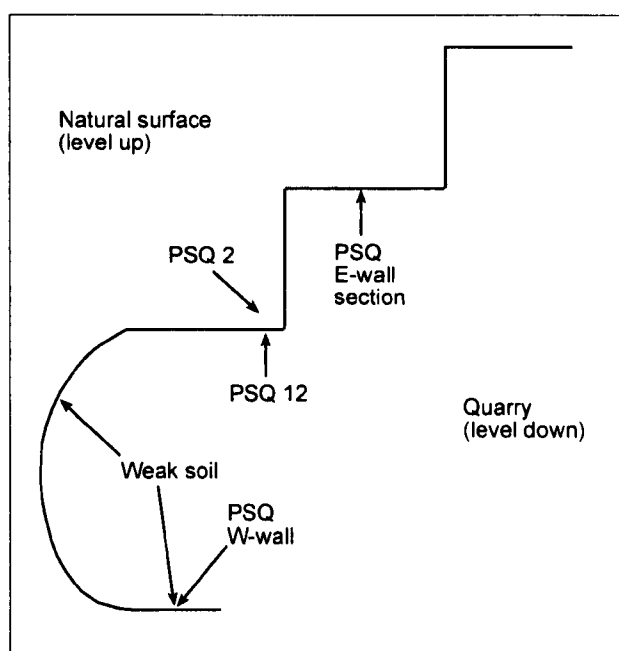 Natural surface
(level up)
PSQ 2
PSQ
E-wall
section
PSQ 12
Quarry
(level down)
Weak soil
PSQ
W-wall